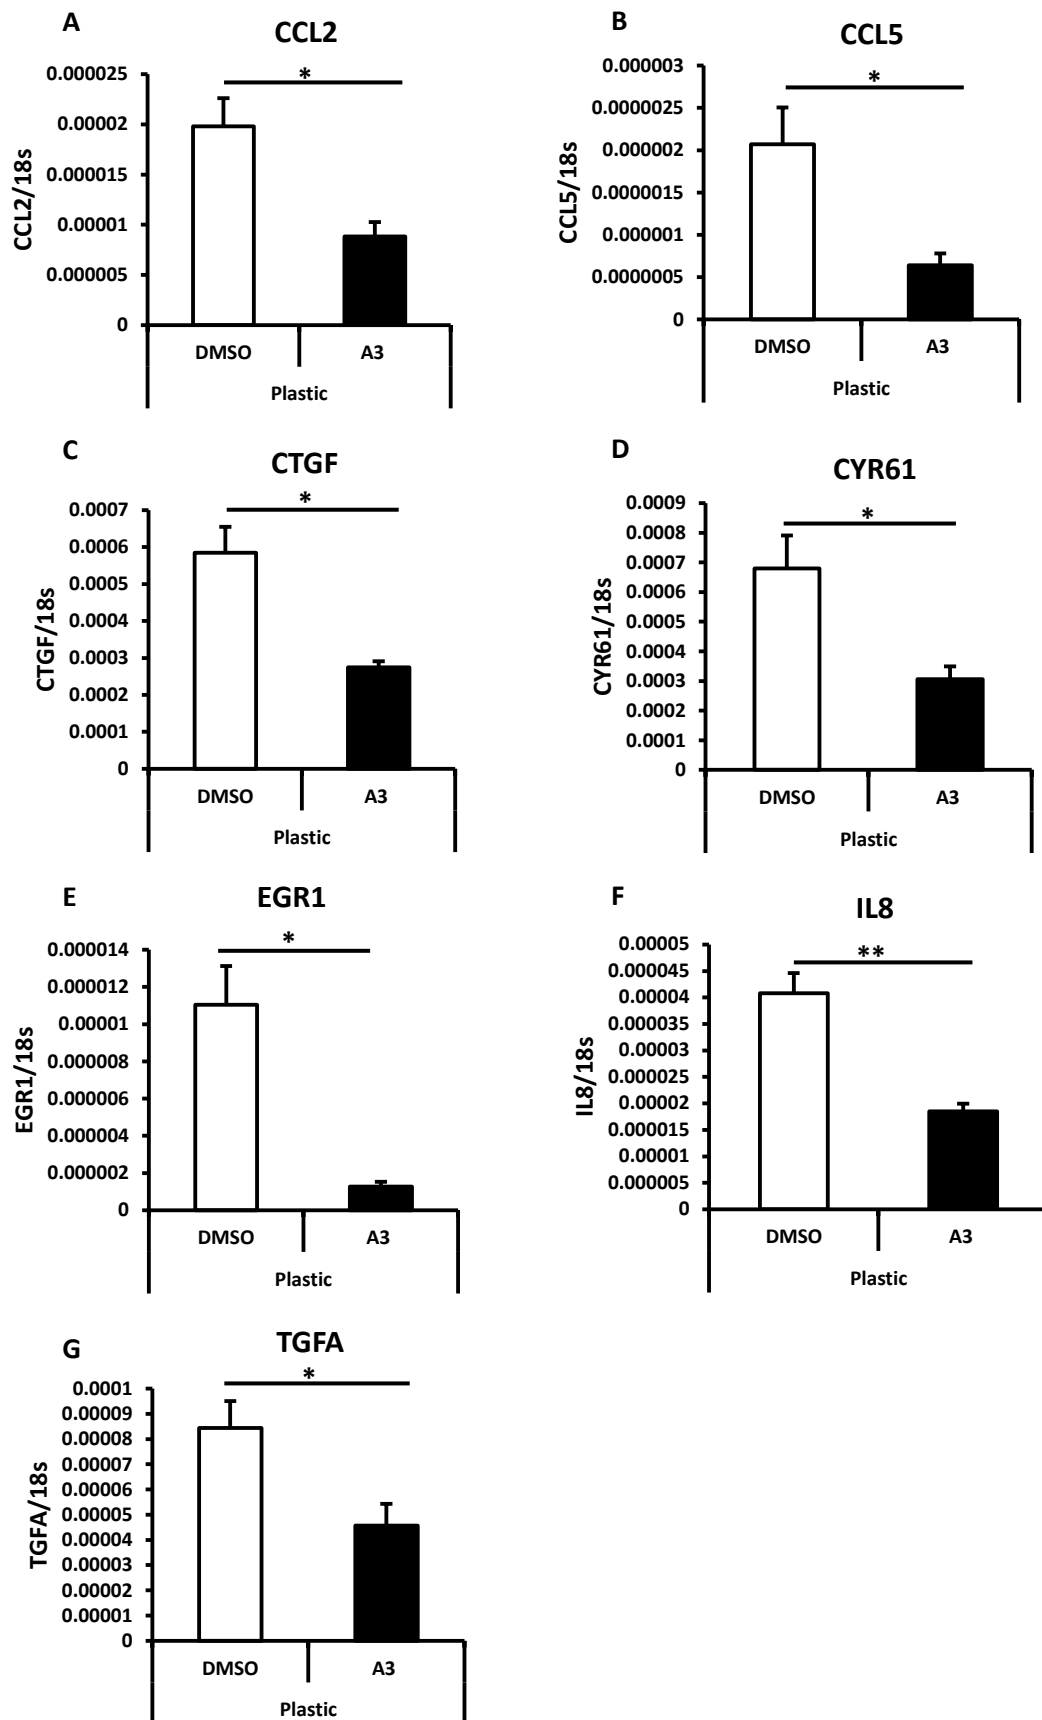 A
CCL2
*
CCL2/18s
0.000025
0.00002
0.000015
0.00001
0.000005
0
DMSO
A3
Plastic
B
CCL5
*
CCL5/18s
0.000003
0.0000025
0.000002
0.0000015
0.000001
0.0000005
0
DMSO
A3
Plastic
C
CTGF
*
CTGF/18s
0.0007
0.0006
0.0005
0.0004
0.0003
0.0002
0.0001
0
DMSO
A3
Plastic
D
CYR61
*
CYR61/18s
0.0009
0.0008
0.0007
0.0006
0.0005
0.0004
0.0003
0.0002
0.0001
0
DMSO
A3
Plastic
E
EGR1
*
EGR1/18s
0.000014
0.000012
0.00001
0.000008
0.000006
0.000004
0.000002
0
DMSO
A3
Plastic
F
IL8
**
IL8/18s
0.00005
0.000045
0.00004
0.000035
0.00003
0.000025
0.00002
0.000015
0.00001
0.000005
0
DMSO
A3
Plastic
G
TGFA
*
TGFA/18s
0.0001
0.00009
0.00008
0.00007
0.00006
0.00005
0.00004
0.00003
0.00002
0.00001
0
DMSO
A3
Plastic